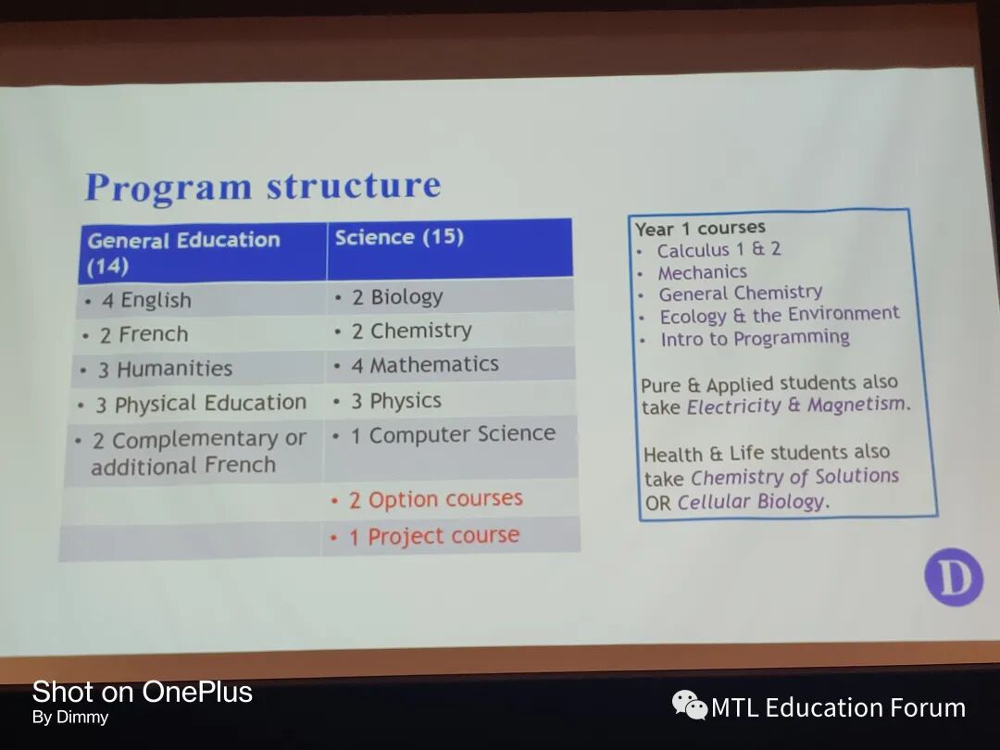 Program structure
General Education
(14)
Science (15)
• 4 English
• 2 Biology
• 2 French
• 2 Chemistry
• 3 Humanities
• 4 Mathematics
• 3 Physical Education
• 3 Physics
• 2 Complementary or
additional French
• 1 Computer Science
• 2 Option courses
• 1 Project course
Year 1 courses
• Calculus 1 & 2
• Mechanics
• General Chemistry
• Ecology & the Environment
• Intro to Programming
Pure & Applied students also
take Electricity & Magnetism.
Health & Life students also
take Chemistry of Solutions
OR Cellular Biology.
D
Shot on OnePlus
By Dimmy
MTL Education Forum